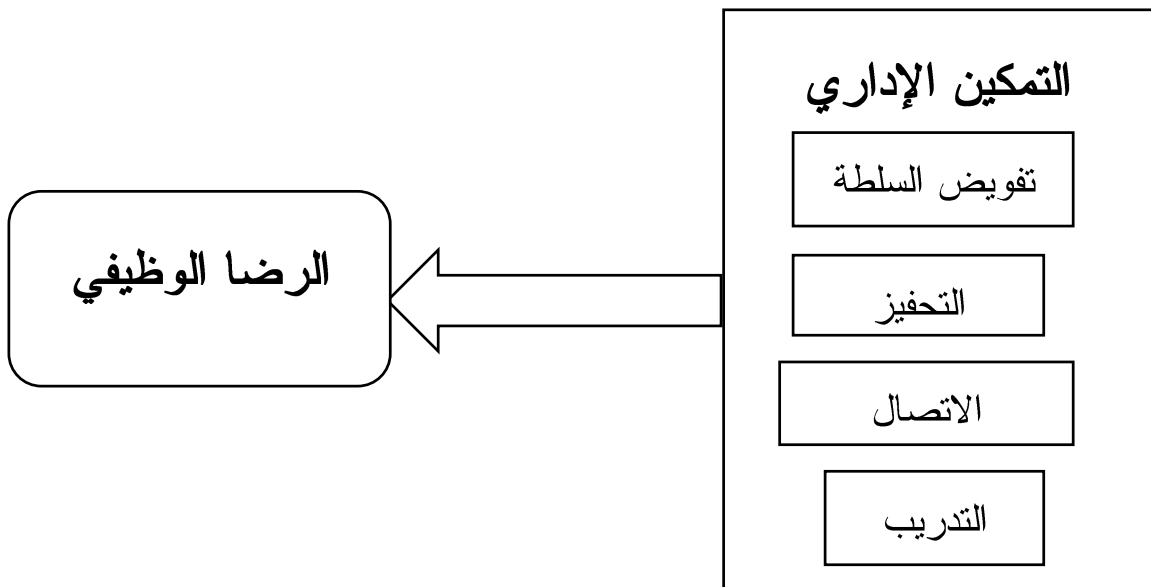 التمكين الإداري
تفويض السلطة
التحفيز
الاتصال
التدريب
الرضا الوظيفي